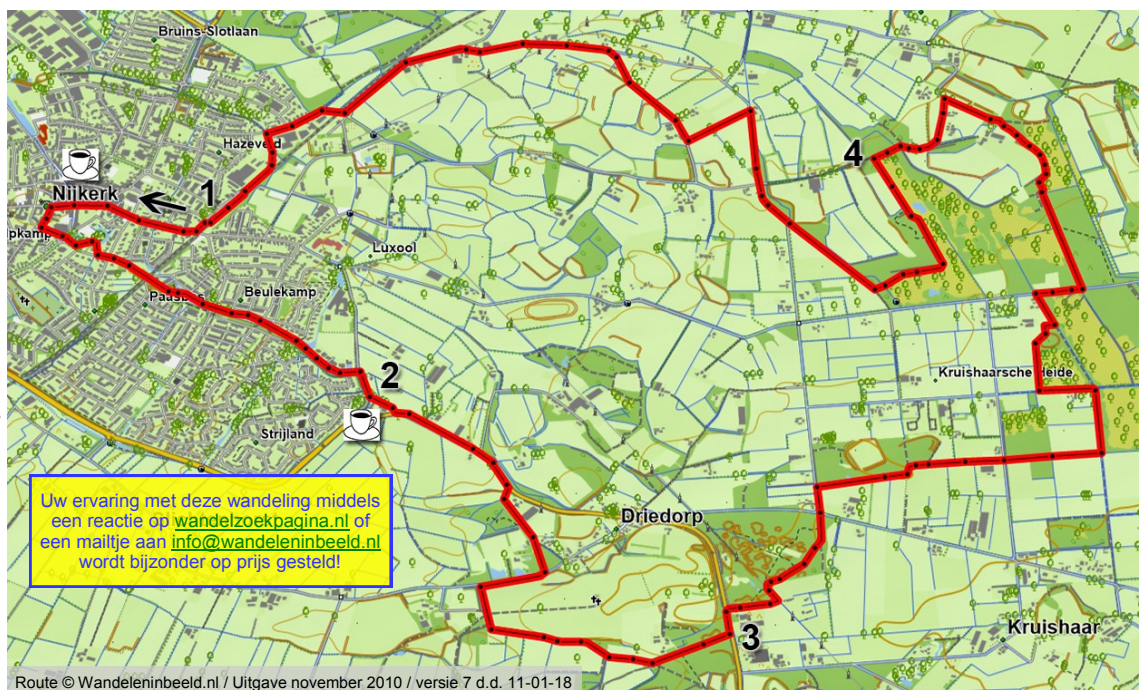 Bruins-Slotlaan
Hazeveld
4
1
Nijkerk
Luxool
Paasbos
Beulekamp
2
Kruishaarsche Heide
Strijland
Uw ervaring met deze wandeling middels
een reactie op wandelzoekpagina.nl of
een mailtje aan info@wandeleninbeeld.nl
wordt bijzonder op prijs gesteld!
Driedorp
3
Kruishaar
Route © Wandeleninbeeld.nl / Uitgave november 2010 / versie 7 d.d. 11-01-18